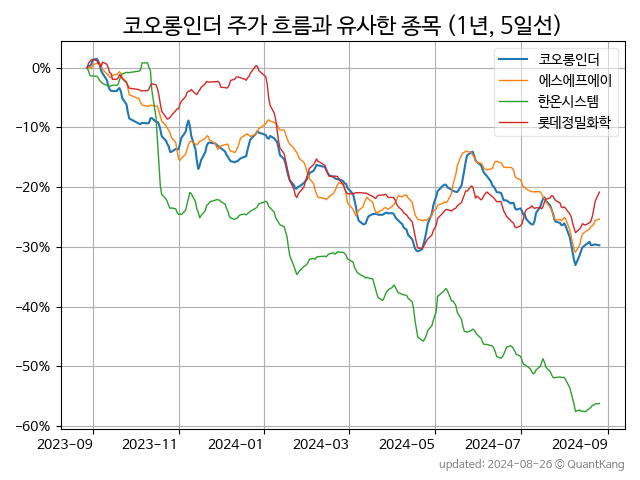 코오롱인더 주가 흐름과 유사한 종목 (1년, 5일선)
코오롱인더
에스에프에이
한온시스템
롯데정밀화학
0%
−10%
−20%
−30%
−40%
−50%
−60%
2023-09 2023-11 2024-01 2024-03 2024-05 2024-07 2024-09
updated: 2024-08-26 © QuantKang